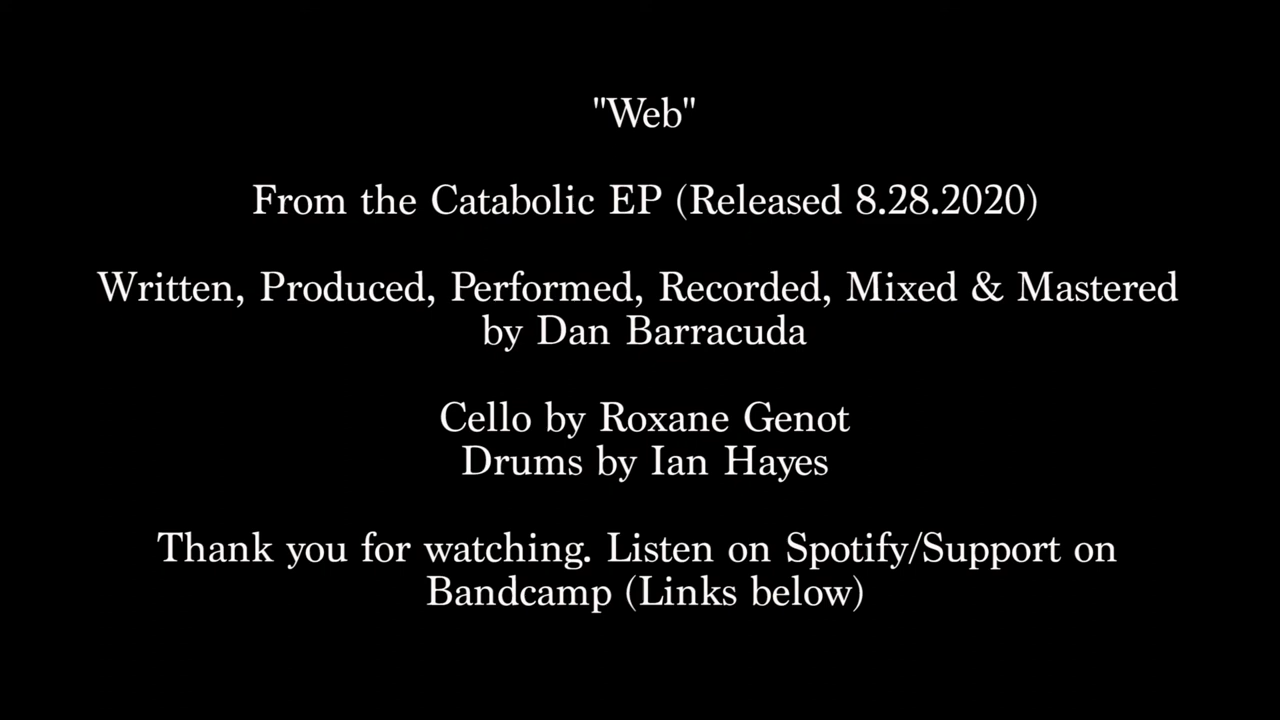 "Web"
From the Catabolic EP (Released 8.28.2020)
Written, Produced, Performed, Recorded, Mixed & Mastered
by Dan Barracuda
Cello by Roxane Genot
Drums by Ian Hayes
Thank you for watching. Listen on Spotify/Support on
Bandcamp (Links below)